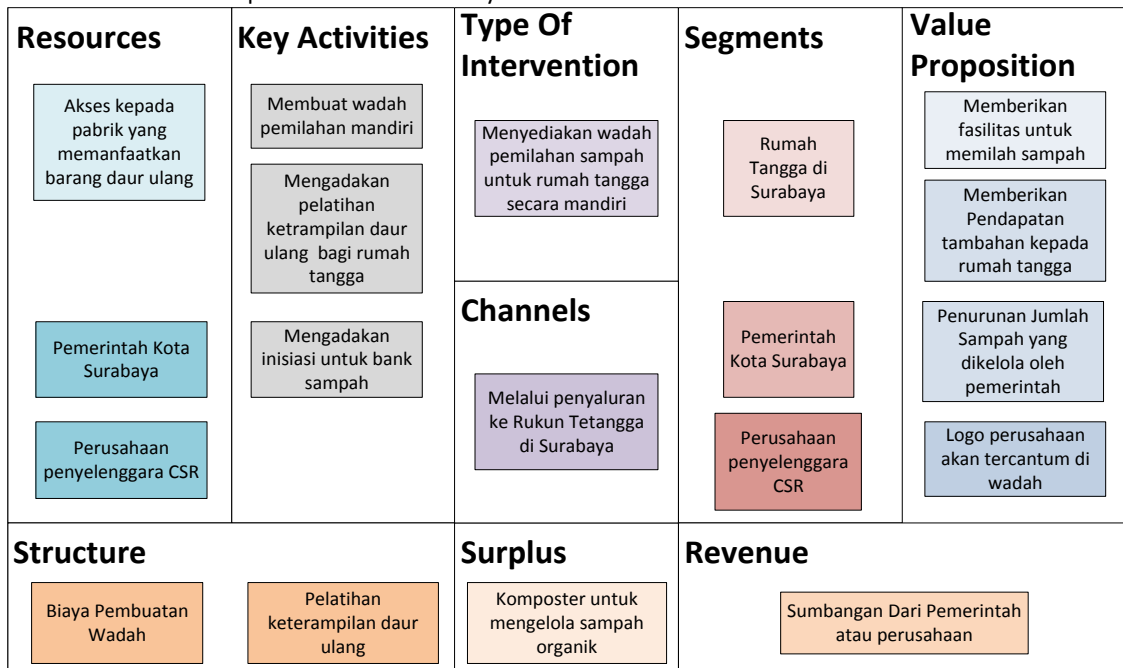 Resources
Akses kepada
pabrik yang
memanfaatkan
barang daur ulang
Pemerintah Kota
Surabaya
Perusahaan
penyelenggara CSR
Key Activities
Membuat wadah
pemilahan mandiri
Mengadakan
pelatihan
ketrampilan daur
ulang bagi rumah
tangga
Mengadakan
inisiasi untuk bank
sampah
Type Of
Intervention
Menyediakan wadah
pemilahan sampah
untuk rumah tangga
secara mandiri
Channels
Melalui penyaluran
ke Rukun Tetangga
di Surabaya
Segments
Rumah
Tangga di
Surabaya
Pemerintah
Kota Surabaya
Perusahaan
penyelenggara
CSR
Value
Proposition
Memberikan
fasilitas untuk
memilah sampah
Memberikan
Pendapatan
tambahan kepada
rumah tangga
Penurunan Jumlah
Sampah yang
dikelola oleh
pemerintah
Logo perusahaan
akan tercantum di
wadah
Structure
Biaya Pembuatan
Wadah
Pelatihan
keterampilan daur
ulang
Surplus
Komposter untuk
mengelola sampah
organik
Revenue
Sumbangan Dari Pemerintah
atau perusahaan